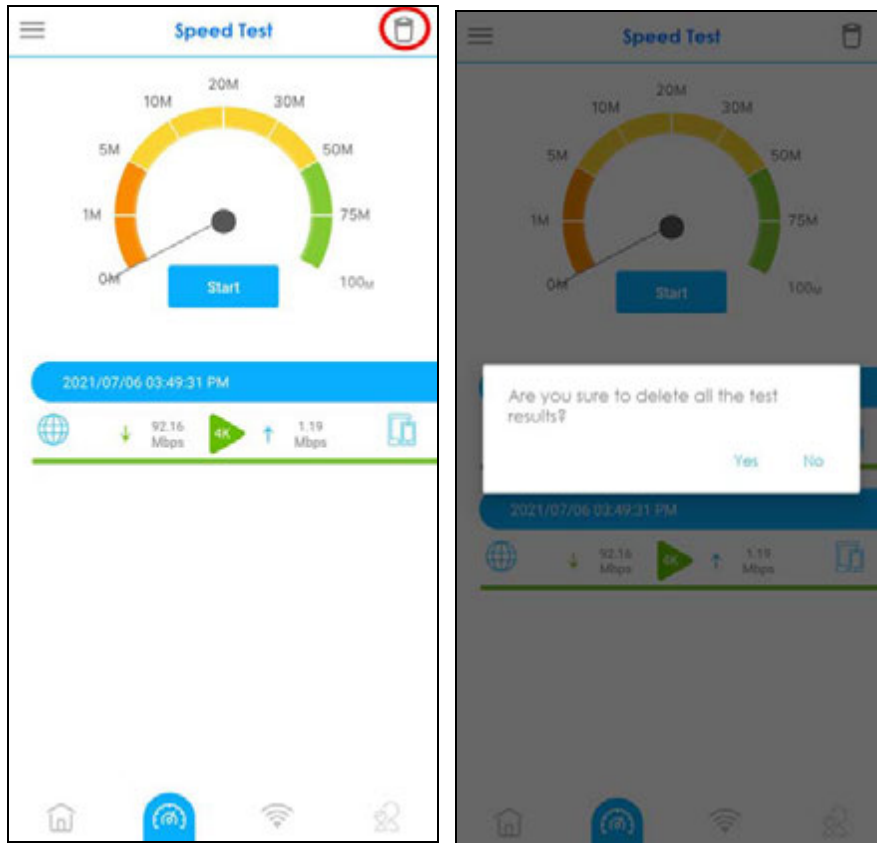 Speed Test
20M
10M
30M
5M
50M
1M
75M
0M
100M
Start
2021/07/06 03:49:31 PM
92.16
Mbps
4K
1.19
Mbps
Speed Test
20M
10M
30M
5M
50M
1M
75M
0M
100M
Start
Are you sure to delete all the test
results?
Yes No
2021/07/06 03:49:31 PM
92.16
Mbps
4K
1.19
Mbps